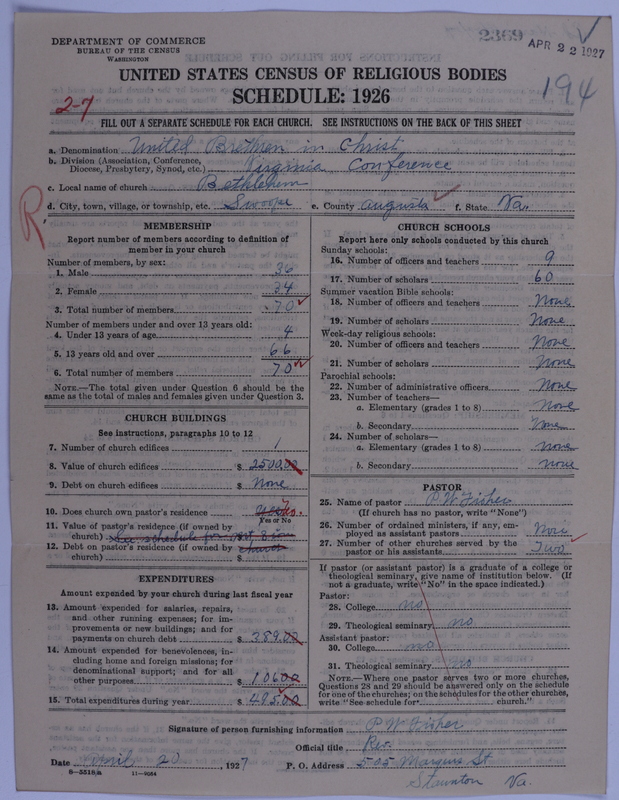 2369
APR 22 1927
194
DEPARTMENT OF COMMERCE
BUREAU OF THE CENSUS
WASHINGTON
UNITED STATES CENSUS OF RELIGIOUS BODIES
SCHEDULE: 1926
2-7
FILL OUT A SEPARATE SCHEDULE FOR EACH CHURCH. SEE INSTRUCTIONS ON THE BACK OF THIS SHEET
a. Denomination United Brethren in Christ
b. Division (Association, Conference, Diocese, Presbytery, Synod, etc.) Virginia Conference
c. Local name of church Bethlehem
d. City, town, village, or township, etc. Swoope e. County Augusta f. State Va.
R
MEMBERSHIP
Report number of members according to definition of
member in your church
Number of members, by sex:
1. Male 36
2. Female 34
3. Total number of members 70
Number of members under and over 13 years old:
4. Under 13 years of age 4
5. 13 years old and over 66
6. Total number of members 70
NOTE.—The total given under Question 6 should be the
same as the total of males and females given under Question 3.
CHURCH BUILDINGS
See instructions, paragraphs 10 to 12
7. Number of church edifices 1
8. Value of church edifices $ 2500.00
9. Debt on church edifices $ None
10. Does church own pastor's residence
Yes or No
11. Value of pastor's residence (if owned by
church) See schedule for
12. Debt on pastor's residence (if owned by
church) $
EXPENDITURES
Amount expended by your church during last fiscal year
13. Amount expended for salaries, repairs,
and other running expenses; for im-
provements or new buildings; and for
payments on church debt $ 389.00
14. Amount expended for benevolences, in-
cluding home and foreign missions; for
denominational support; and for all
other purposes $ 106.00
15. Total expenditures during year $ 495.00
CHURCH SCHOOLS
Report here only schools conducted by this church
Sunday schools:
16. Number of officers and teachers 9
17. Number of scholars 60
Summer vacation Bible schools:
18. Number of officers and teachers None
19. Number of scholars None
Week-day religious schools:
20. Number of officers and teachers None
21. Number of scholars None
Parochial schools:
22. Number of administrative officers None
23. Number of teachers—
a. Elementary (grades 1 to 8) None
b. Secondary None
24. Number of scholars—
a. Elementary (grades 1 to 8) none
b. Secondary none
PASTOR
25. Name of pastor P. W. Fisher
(If church has no pastor, write "None")
26. Number of ordained ministers, if any, em-
ployed as assistant pastors None
27. Number of other churches served by the
pastor or his assistants Two
If pastor (or assistant pastor) is a graduate of a college or
theological seminary, give name of institution below. (If
not a graduate, write "No" in the space indicated.)
Pastor:
28. College no
29. Theological seminary no
Assistant pastor:
30. College no
31. Theological seminary no
NOTE.—Where one pastor serves two or more churches,
Questions 28 and 29 should be answered only on the schedule
for one of the churches; on the schedules for the other churches,
write "See schedule for church."
Signature of person furnishing information P. W. Fisher
Official title Rev.
Date April 20, 1927 P. O. Address 505 Marquis St
Staunton Va.
8—5518a 11—9054